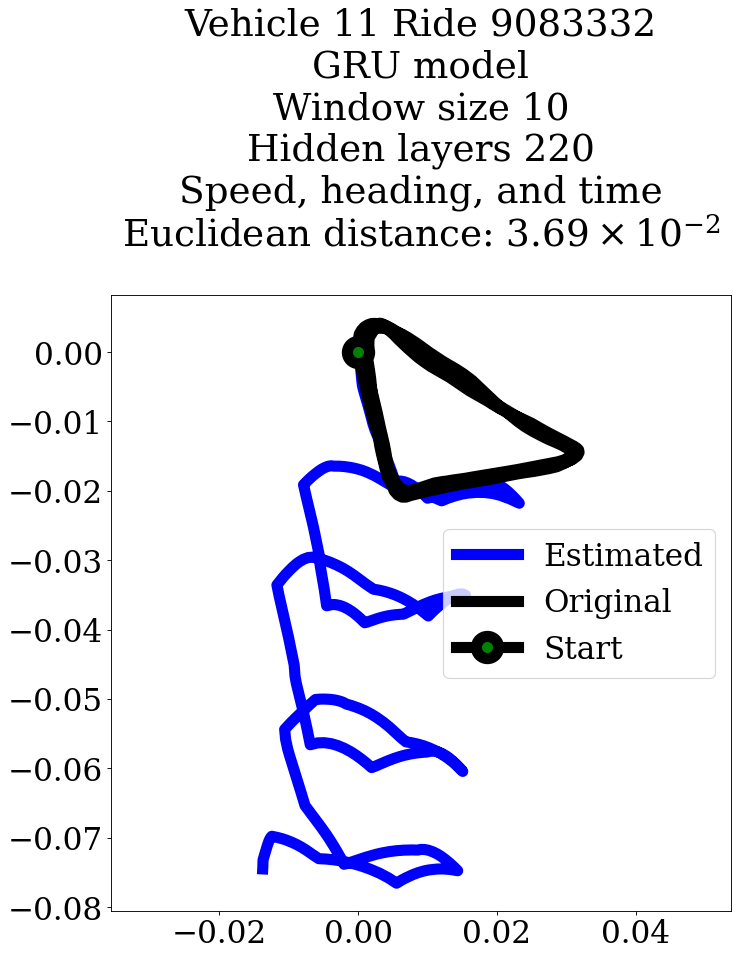 Vehicle 11 Ride 9083332
GRU model
Window size 10
Hidden layers 220
Speed, heading, and time
Euclidean distance: 3.69 × 10⁻²
0.00
−0.01
−0.02
−0.03
−0.04
−0.05
−0.06
−0.07
−0.08
Estimated
Original
Start
−0.02
0.00
0.02
0.04